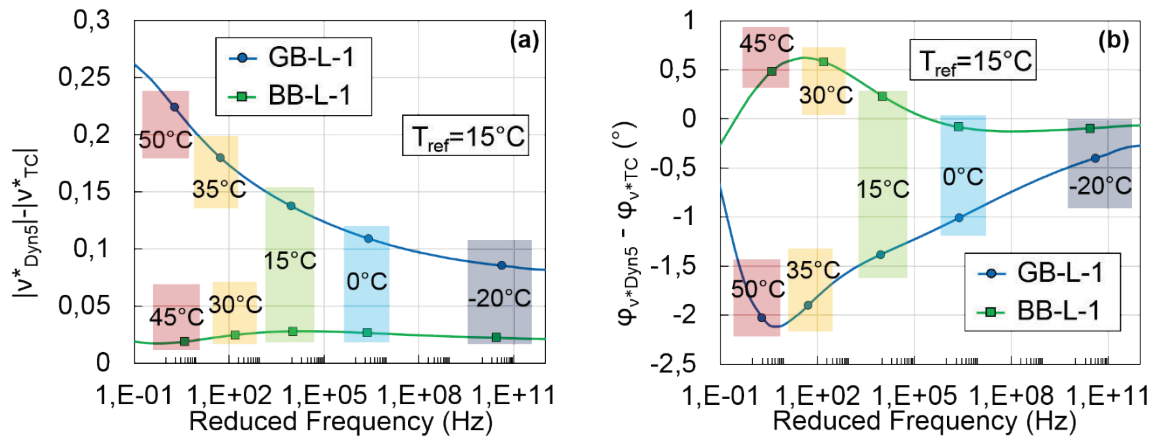 (a)
GB-L-1
BB-L-1
T_ref=15°C
|ν*_Dyn5|-|ν*_TC|
0,3
0,25
0,2
0,15
0,1
0,05
0
50°C
35°C
15°C
0°C
-20°C
45°C
30°C
1,E-01 1,E+02 1,E+05 1,E+08 1,E+11
Reduced Frequency (Hz)
(b)
T_ref=15°C
φ_ν*Dyn5 - φ_ν*TC (°)
1
0,5
0
-0,5
-1
-1,5
-2
-2,5
45°C
30°C
15°C
0°C
-20°C
50°C
35°C
GB-L-1
BB-L-1
1,E-01 1,E+02 1,E+05 1,E+08 1,E+11
Reduced Frequency (Hz)